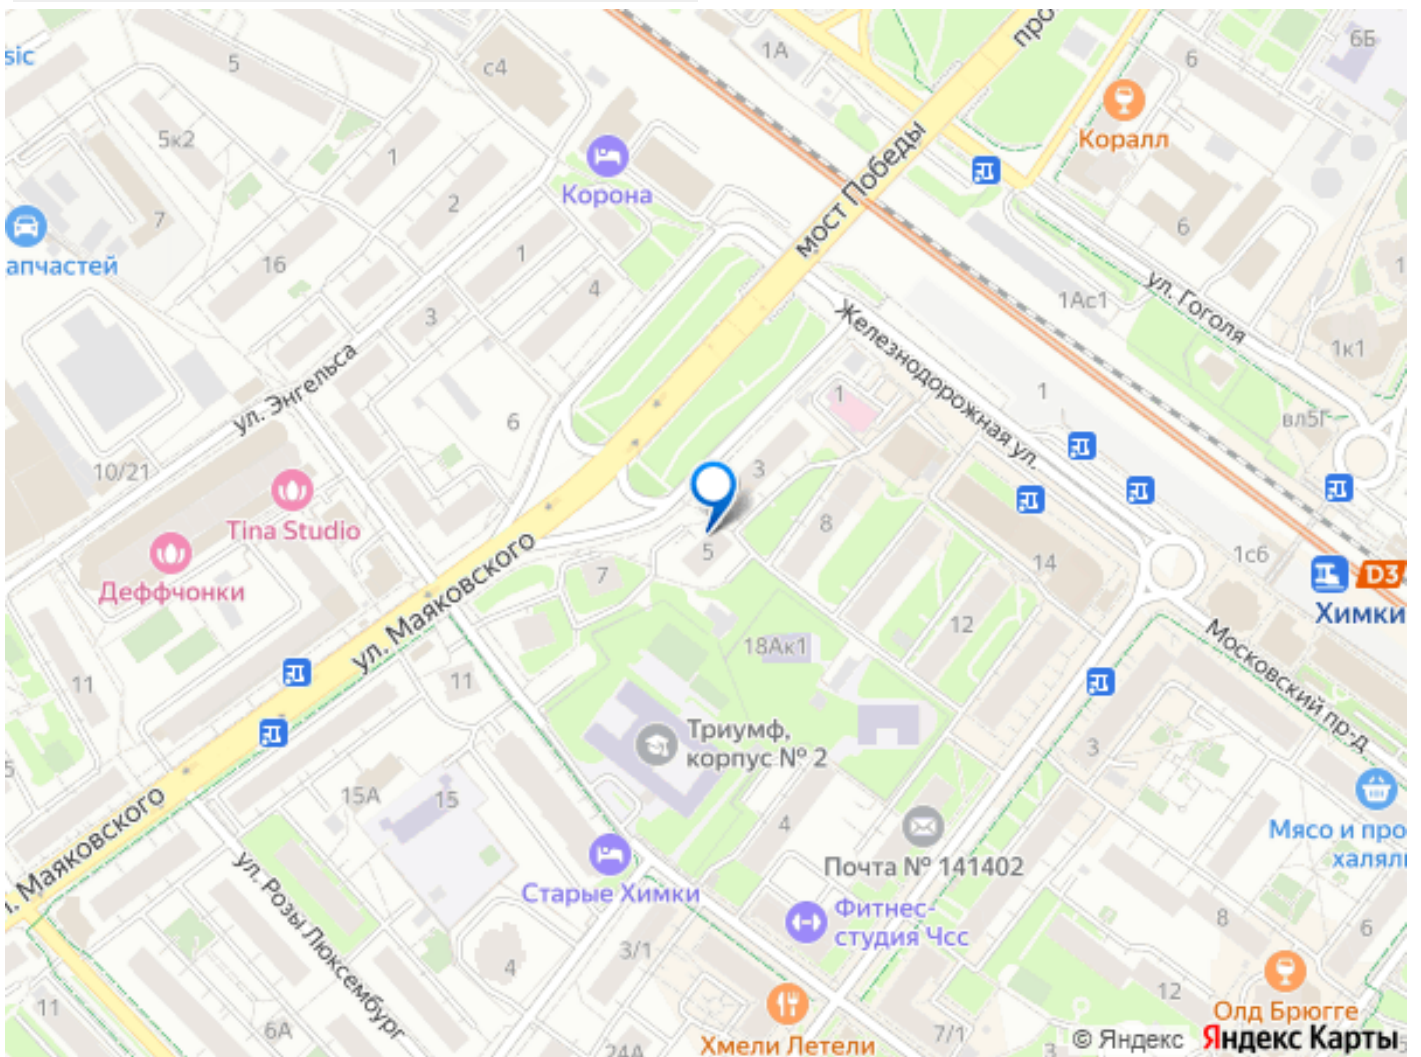 sic
5
с4
1А
про
6
6Б
5к2
1
Корона
Коралл
мост Победы
2
7
апчастей
16
1
4
3
6
1Ас1
ул. Гоголя
1к1
Железнодорожная ул.
1
вл5Г
ул. Энгельса
6
1
10/21
3
Tina Studio
8
Деффчонки
7
5
14
1с6
D3
Химки
ул. Маяковского
12
18Ак1
Московский пр-д
11
11
Триумф,
корпус № 2
3
15А
15
4
Мясо и про
халяль
Почта № 141402
л. Маяковского
ул. Розы Люксембург
Старые Химки
Фитнес-
студия Чсс
8
6
3/1
4
12
Олд Брюгге
11
6А
24А
Хмели Летели
7/1
3
© Яндекс Яндекс Карты
5